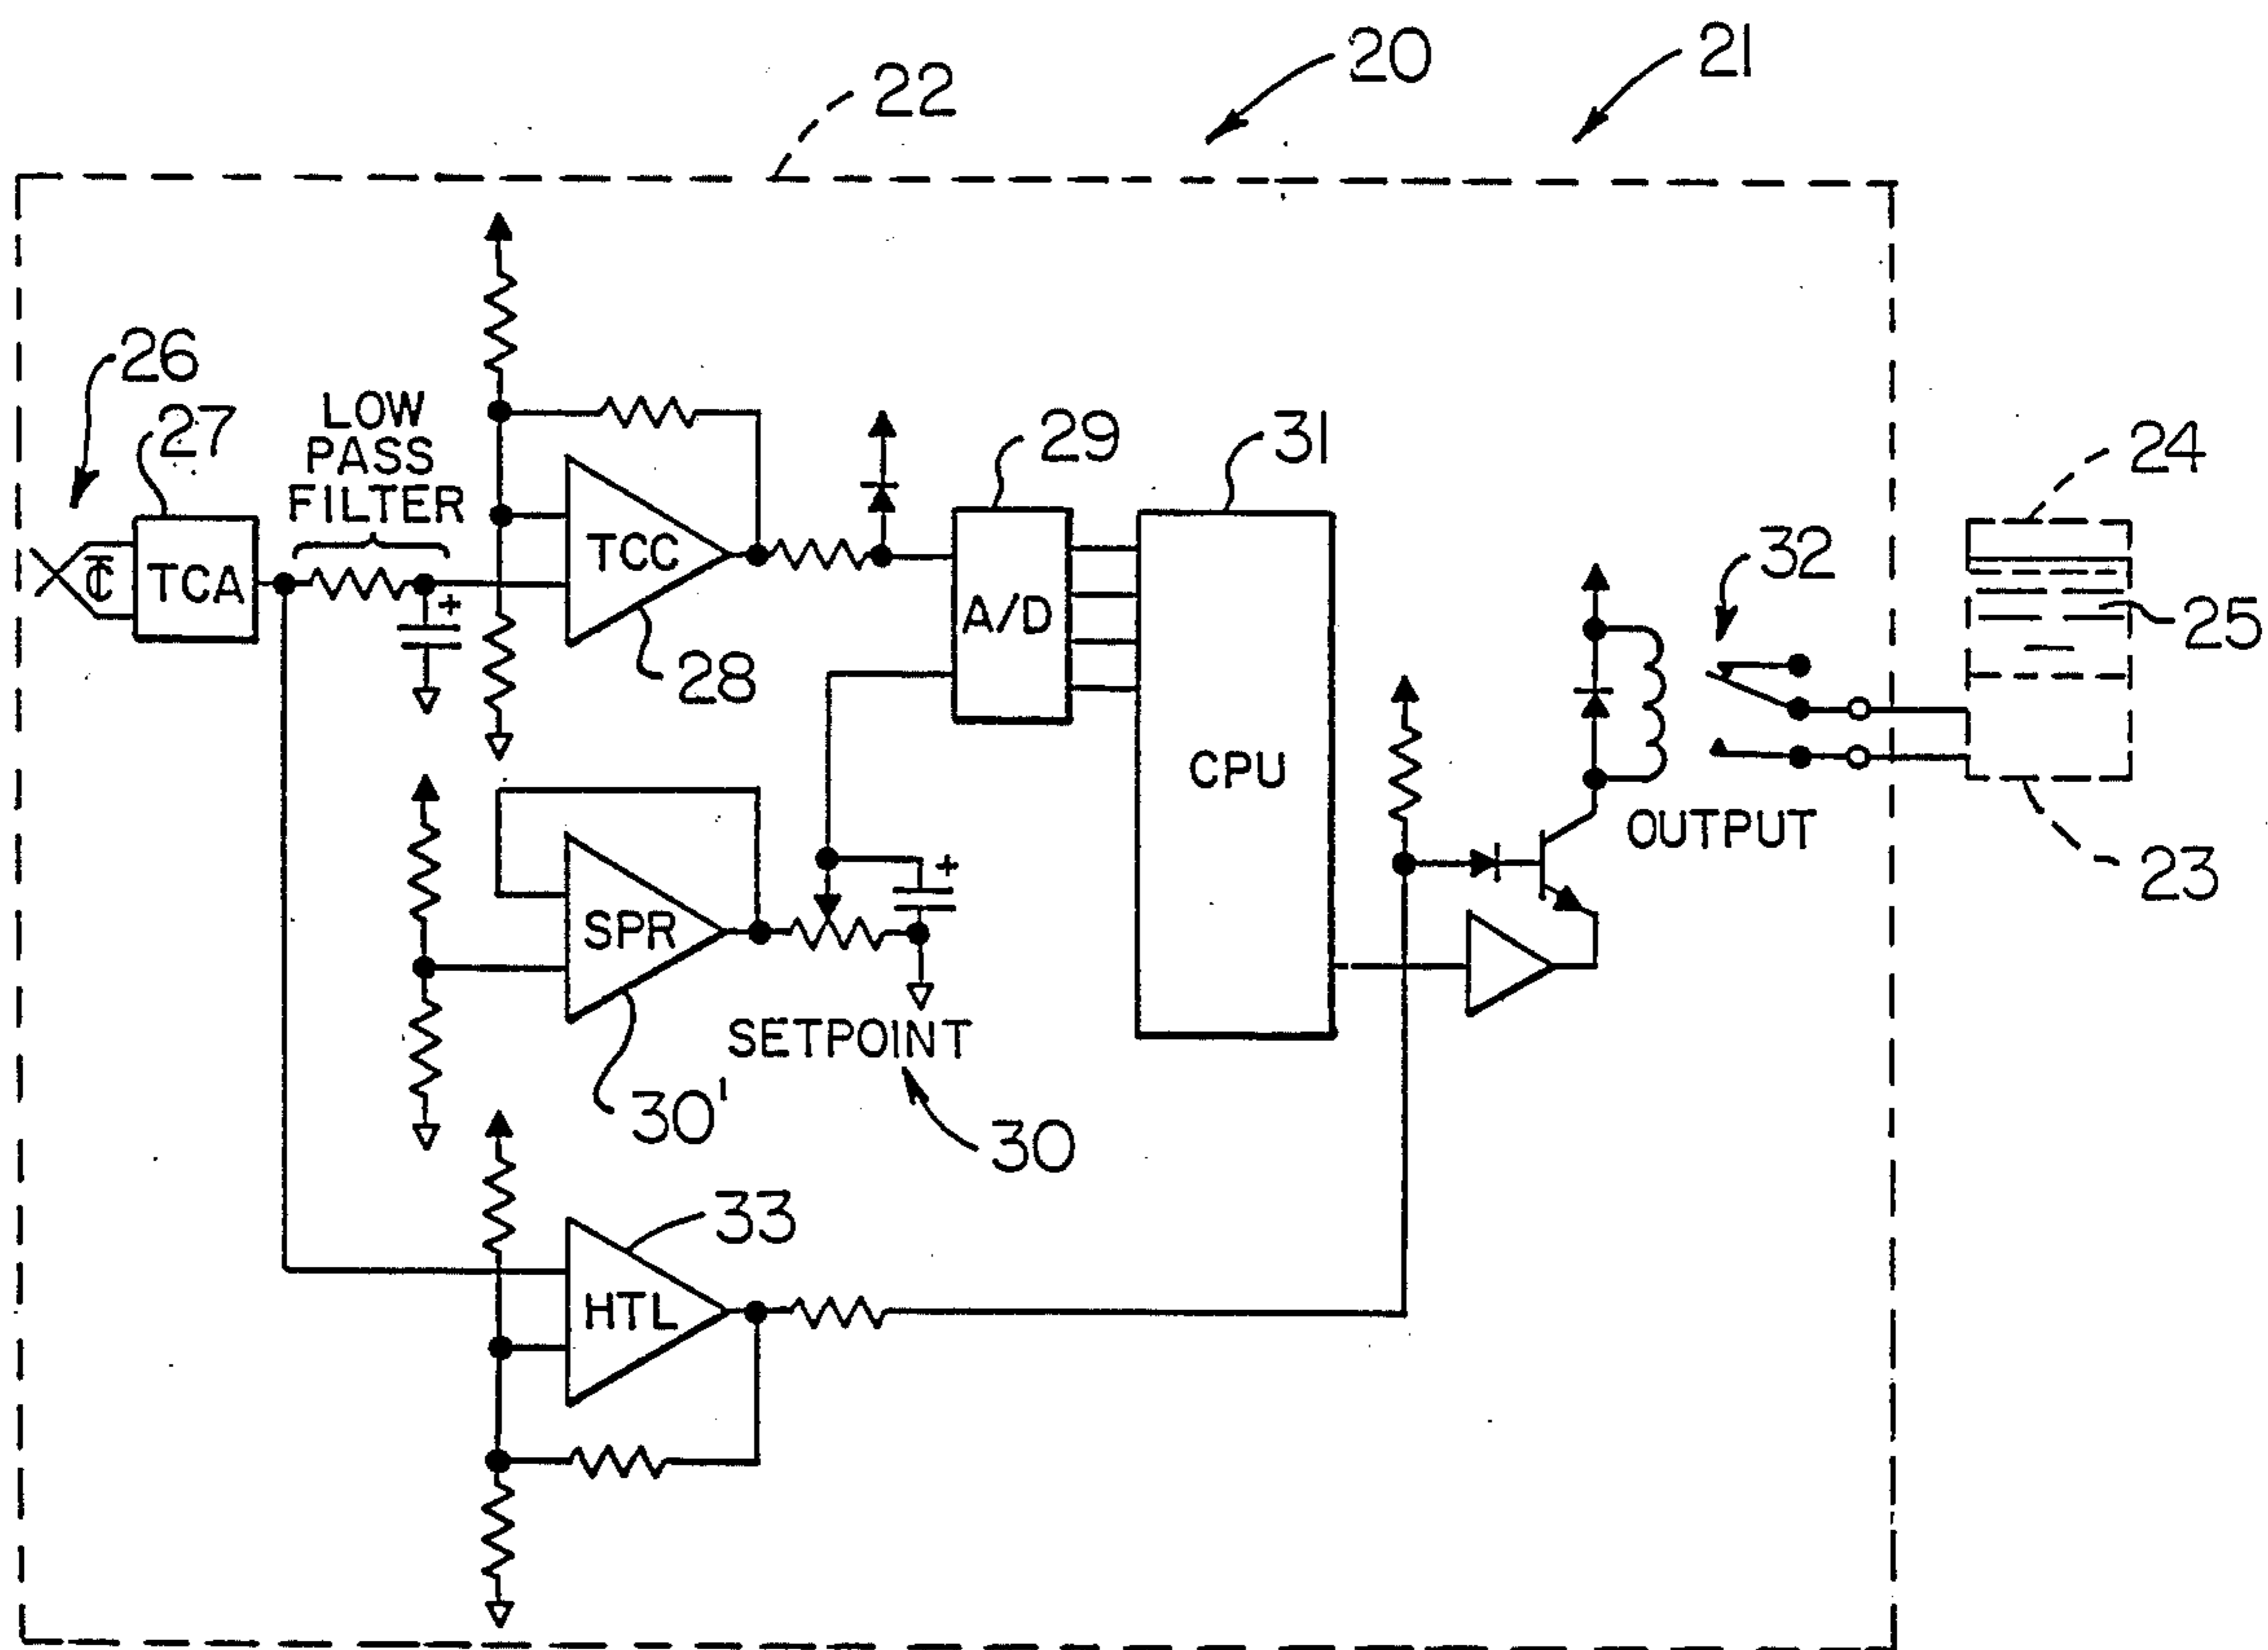 20
21
22
26
27
LOW
PASS
FILTER
TC
TCA
+
TCC
28
29
A/D
31
CPU
24
25
32
23
OUTPUT
SPR
30'
+
SETPOINT
30
33
HTL